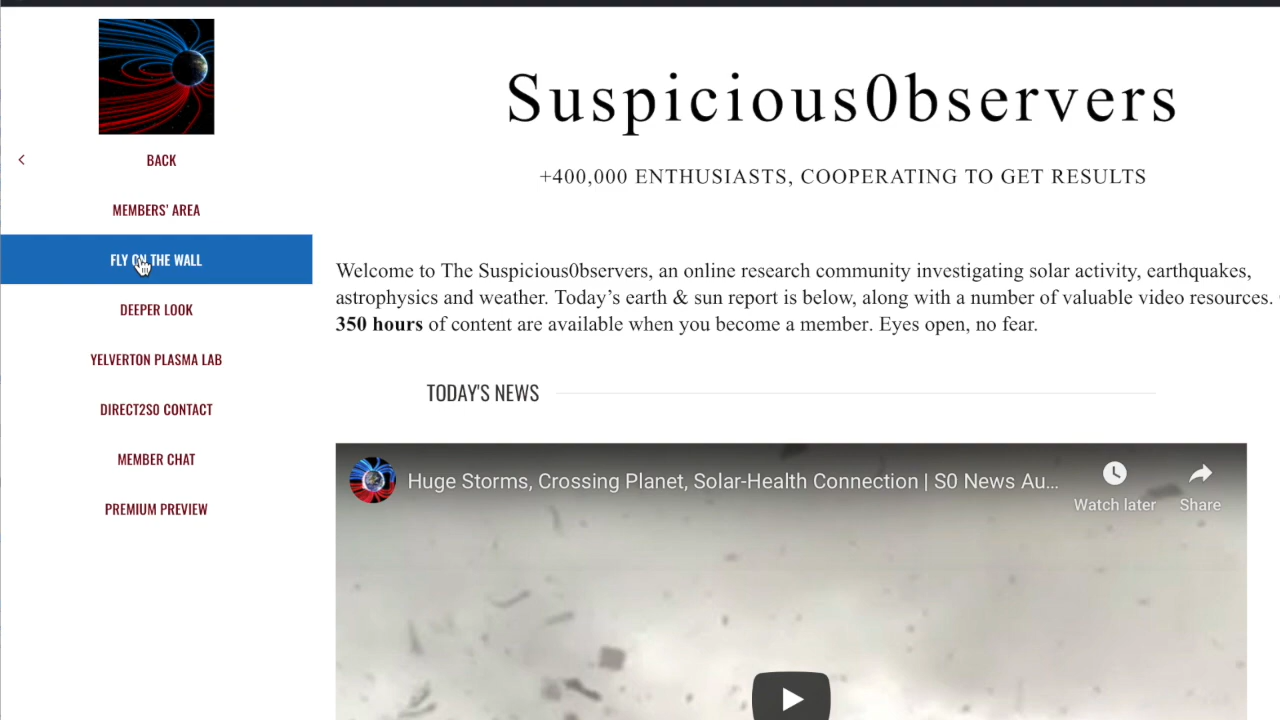 BACK
MEMBERS' AREA
FLY ON THE WALL
DEEPER LOOK
YELVERTON PLASMA LAB
DIRECT2S0 CONTACT
MEMBER CHAT
PREMIUM PREVIEW
Suspicious0bservers
+400,000 ENTHUSIASTS, COOPERATING TO GET RESULTS
Welcome to The Suspicious0bservers, an online research community investigating solar activity, earthquakes,
astrophysics and weather. Today's earth & sun report is below, along with a number of valuable video resources.
350 hours of content are available when you become a member. Eyes open, no fear.
TODAY'S NEWS
Huge Storms, Crossing Planet, Solar-Health Connection | S0 News Au...
Watch later
Share